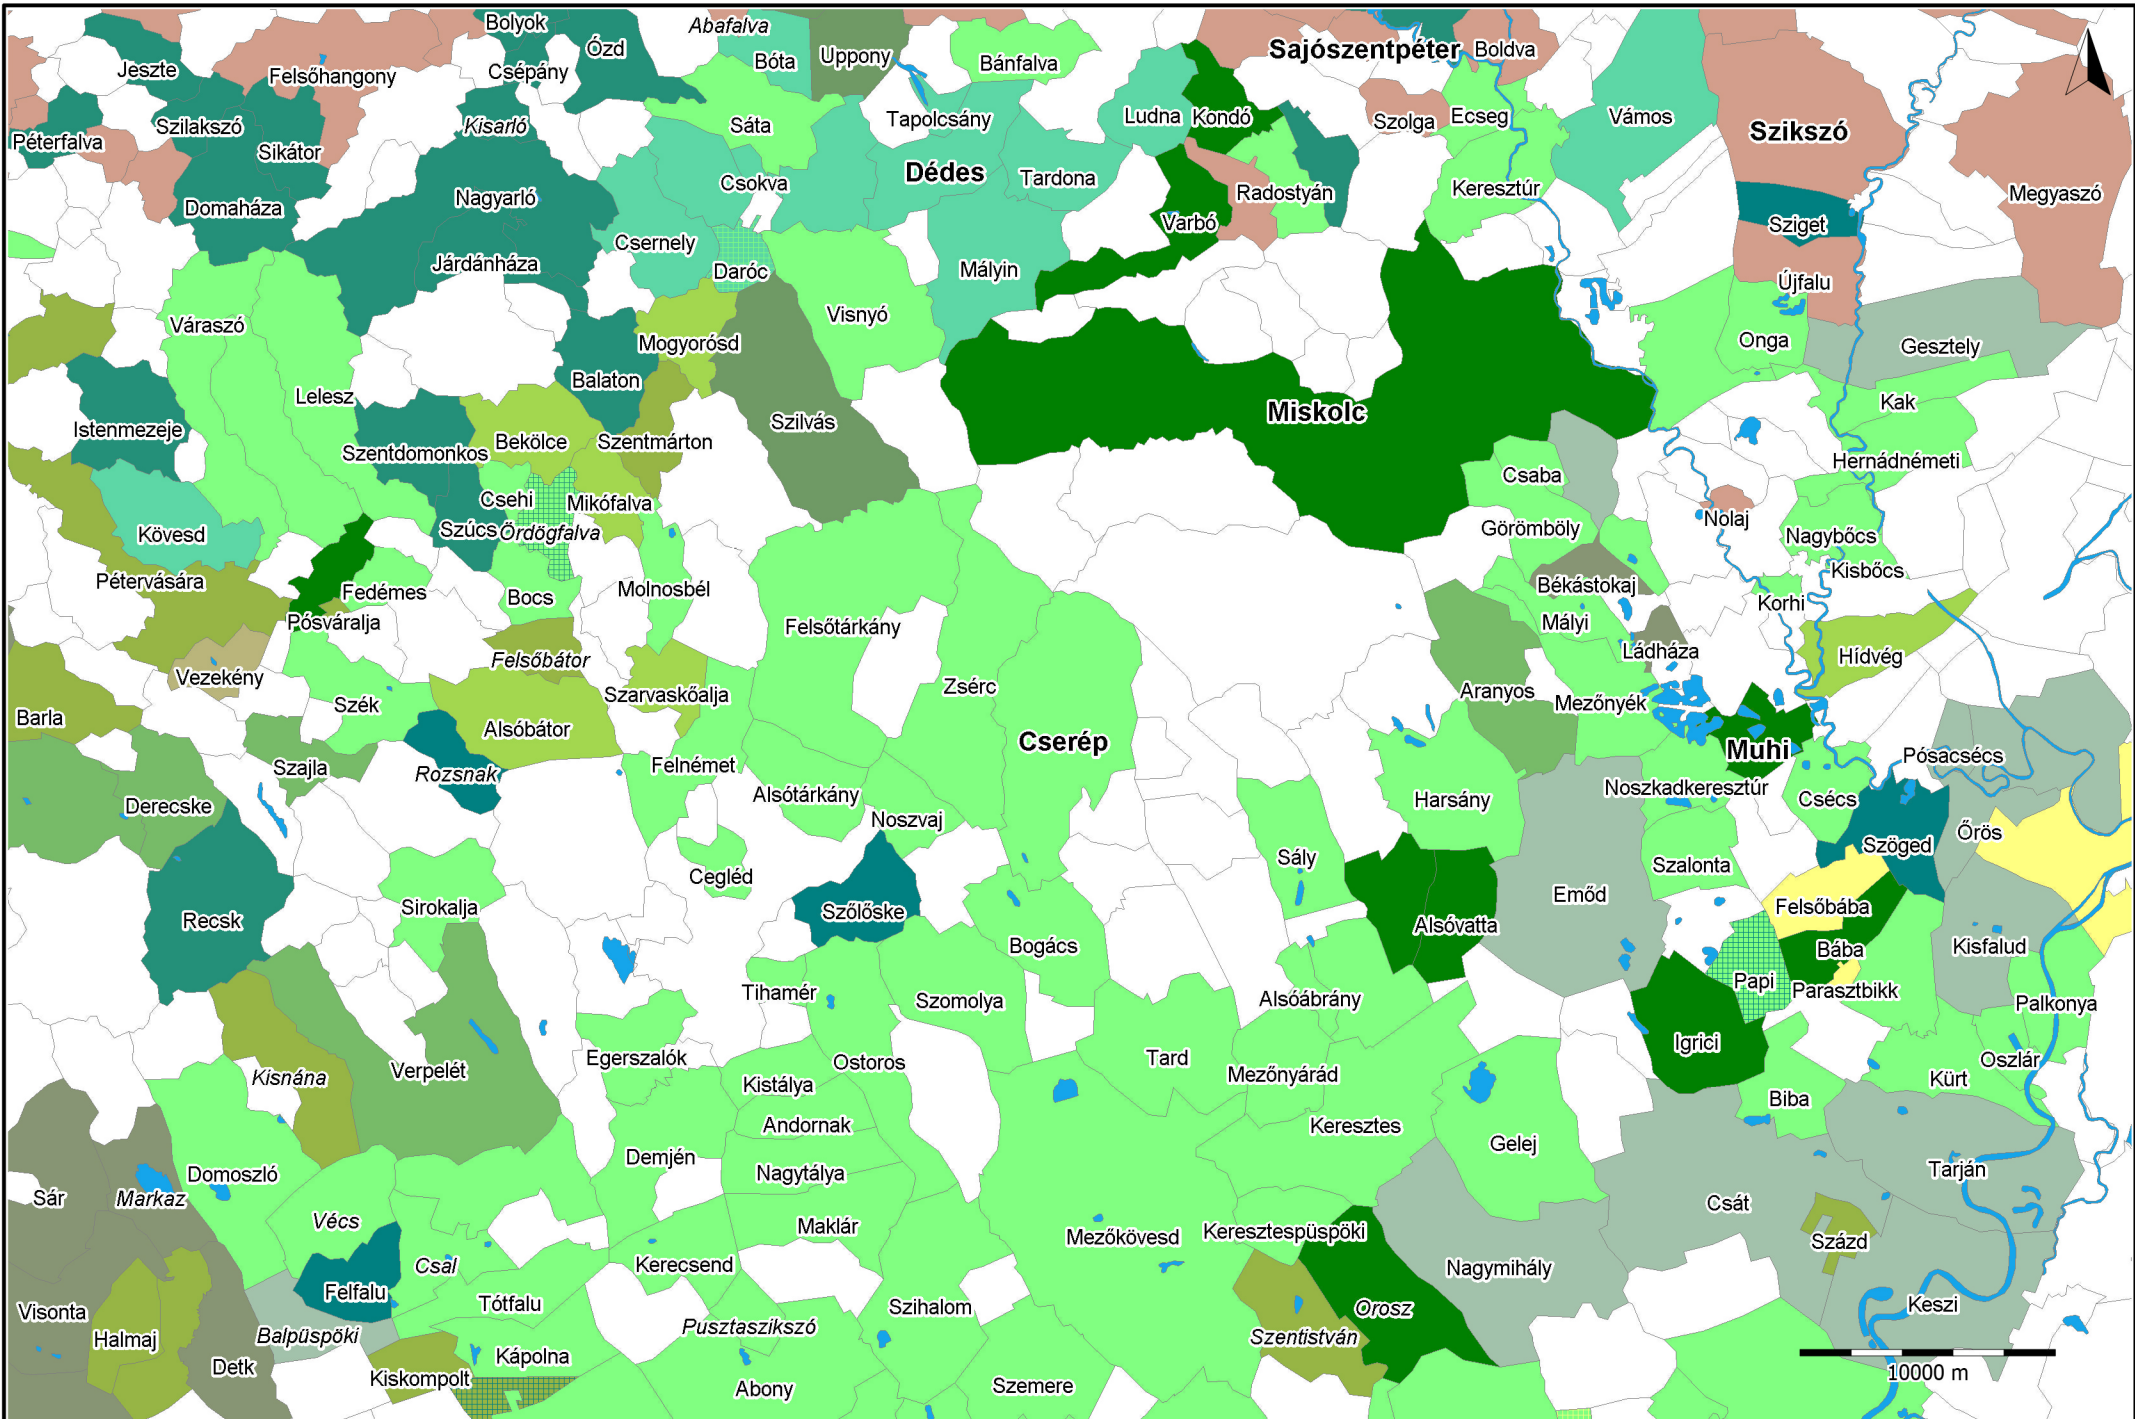 Bolyok
Abafalva
Ózd
Sajószentpéter
Boldva
Jeszte
Felsőhangony
Csépány
Bóta
Uppony
Bánfalva
Szilakszó
Kisarló
Sáta
Tapolcsány
Ludna
Kondó
Szolga
Ecseg
Vámos
Szikszó
Péterfalva
Sikátor
Dédes
Domaháza
Nagyarló
Csokva
Tardona
Radostyán
Keresztúr
Megyaszó
Varbó
Sziget
Csernely
Járdánháza
Daróc
Mályin
Újfalu
Váraszó
Visnyó
Mogyorósd
Onga
Gesztely
Lelesz
Balaton
Kak
Istenmezeje
Szilvás
Miskolc
Szentdomonkos
Bekölce
Szentmárton
Hernádnémeti
Csaba
Csehi
Mikófalva
Kövesd
Szúcs
Ördögfalva
Görömböly
Nolaj
Nagybőcs
Pétervására
Kisbőcs
Fedémes
Bocs
Molnosbél
Békástokaj
Korhi
Pósváralja
Felsőtárkány
Mályi
Vezekény
Felsőbátor
Ládháza
Hídvég
Szék
Szarvaskőalja
Zsérc
Aranyos
Mezőnyék
Barla
Alsóbátor
Cserép
Muhi
Szajla
Rozsnak
Felnémet
Pósacsécs
Derecske
Alsótárkány
Harsány
Noszkadkeresztúr
Csécs
Noszvaj
Őrös
Sály
Szöged
Cegléd
Szalonta
Recsk
Sirokalja
Szőlőske
Emőd
Felsőbába
Alsóvatta
Bogács
Bába
Kisfalud
Tihamér
Szomolya
Alsóábrány
Papi
Parasztbikk
Palkonya
Igrici
Egerszalók
Ostoros
Tard
Oszlár
Kisnána
Verpelét
Kistálya
Mezőnyárád
Kürt
Biba
Andornak
Keresztes
Gelej
Domoszló
Demjén
Nagytálya
Tarján
Sár
Markaz
Csát
Vécs
Maklár
Mezőkövesd
Keresztespüspöki
Százd
Csal
Kerecsend
Nagymihály
Felfalu
Tótfalu
Szihalom
Orosz
Keszi
Visonta
Halmaj
Balpüspöki
Pusztaszikszó
Szentistván
Detk
Kápolna
Kiskompolt
Abony
Szemere
10000 m